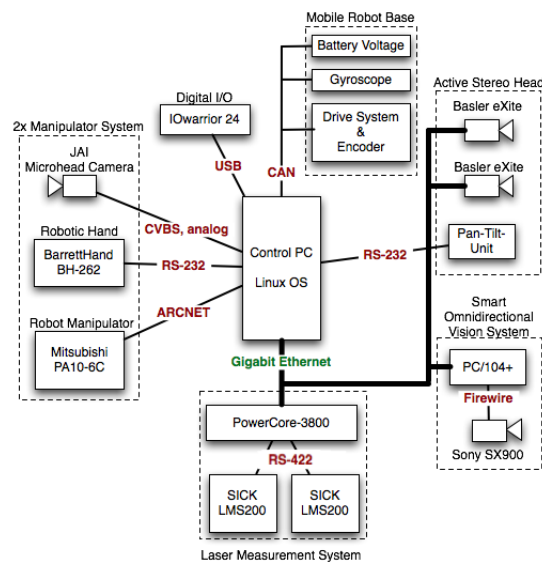 Mobile Robot Base
Battery Voltage
Gyroscope
Drive System
&
Encoder
CAN
Digital I/O
IOwarrior 24
USB
2x Manipulator System
JAI
Microhead Camera
CVBS, analog
Robotic Hand
BarrettHand
BH-262
RS-232
Robot Manipulator
Mitsubishi
PA10-6C
ARCNET
Control PC
Linux OS
Active Stereo Head
Basler eXite
Basler eXite
Pan-Tilt-
Unit
RS-232
Gigabit Ethernet
Smart
Omnidirectional
Vision System
PC/104+
Firewire
Sony SX900
PowerCore-3800
RS-422
SICK
LMS200
SICK
LMS200
Laser Measurement System